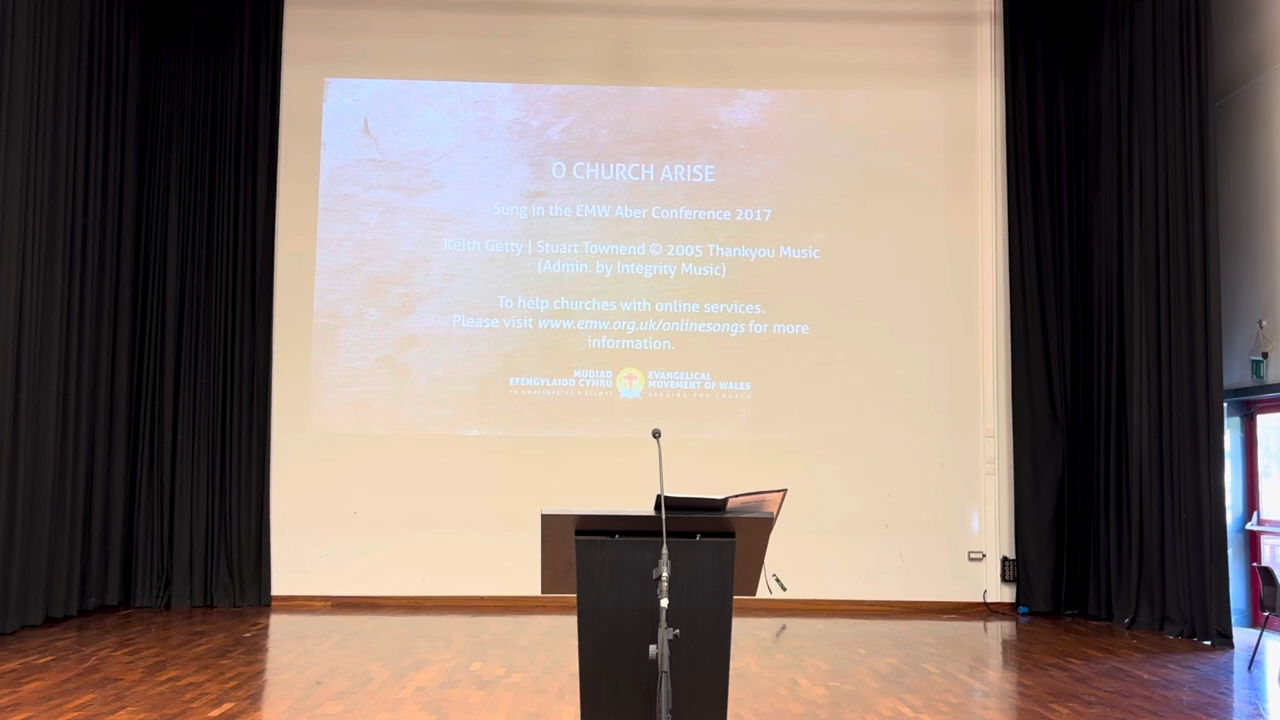 O CHURCH ARISE
Sung in the EMW Aber Conference 2017
Keith Getty | Stuart Townend © 2005 Thankyou Music
(Admin. by Integrity Music)
To help churches with online services.
Please visit www.emw.org.uk/onlinesongs for more
information.
MUDIAD
EFENGYLAIDD CYMRU
EVANGELICAL
MOVEMENT OF WALES
SERVING THE CHURCH